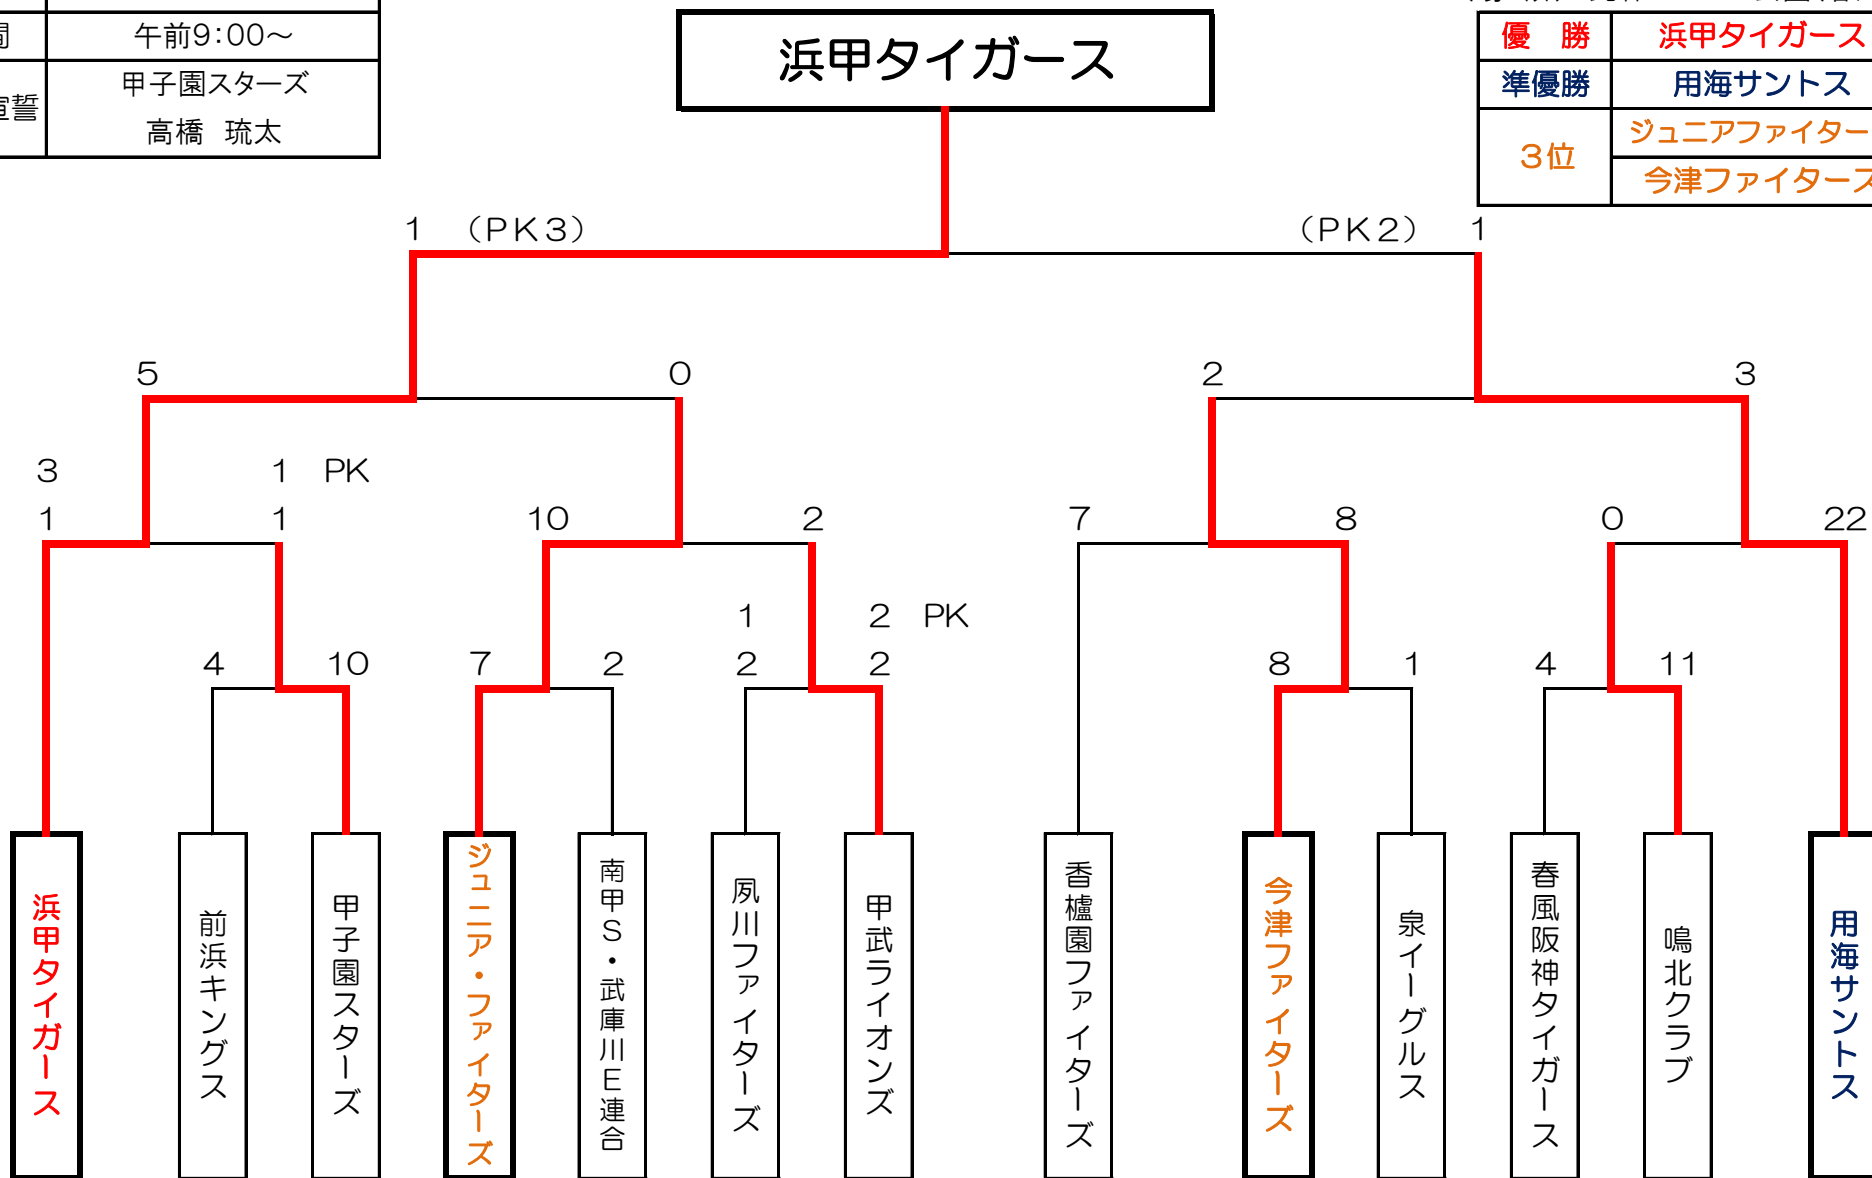 午前9:00～
宣誓
甲子園スターズ
高橋 琉太
浜甲タイガース
優 勝 浜甲タイガース
準優勝 用海サントス
３位 ジュニアファイター
今津ファイターズ
1 （PK3） （PK2） 1
5 0 2 3
3 1 PK
1 1 10 2 7 8 0 22
1 2 PK
4 10 7 2 2 2 8 1 4 11
浜甲タイガース
前浜キングス
甲子園スターズ
ジュニア・ファイターズ
南甲S・武庫川E連合
夙川ファイターズ
甲武ライオンズ
香櫨園ファイターズ
今津ファイターズ
泉イーグルス
春風阪神タイガース
鳴北クラブ
用海サントス